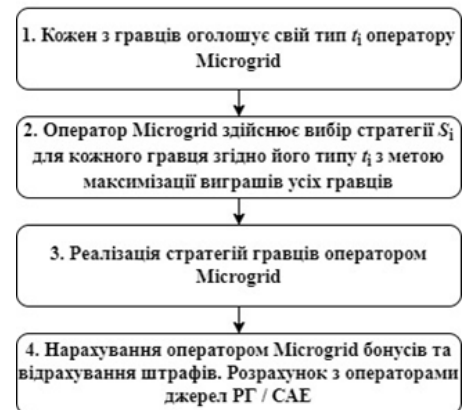 1. Кожен з гравців оголошує свій тип tᵢ оператору
Microgrid
2. Оператор Microgrid здійснює вибір стратегії Sᵢ
для кожного гравця згідно його типу tᵢ з метою
максимізації виграшів усіх гравців
3. Реалізація стратегій гравців оператором
Microgrid
4. Нарахування оператором Microgrid бонусів та
відрахування штрафів. Розрахунок з операторами
джерел РГ / САЕ